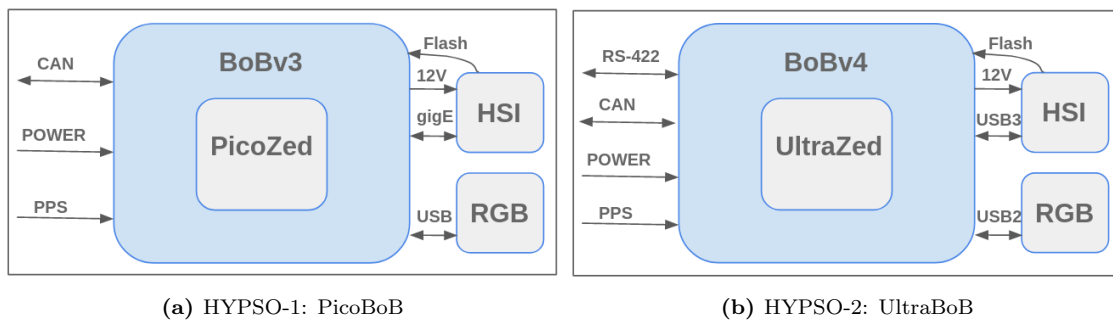 BoBv3
Flash
CAN
12V
HSI
gigE
PicoZed
POWER
PPS
USB
RGB
(a) HYPSO-1: PicoBoB
BoBv4
Flash
RS-422
12V
HSI
CAN
USB3
UltraZed
POWER
PPS
USB2
RGB
(b) HYPSO-2: UltraBoB